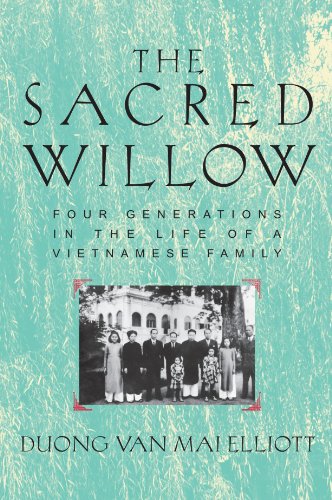 THE
SACRED
WILLOW
FOUR GENERATIONS
IN THE LIFE OF A
VIETNAMESE FAMILY
DUONG VAN MAI ELLIOTT